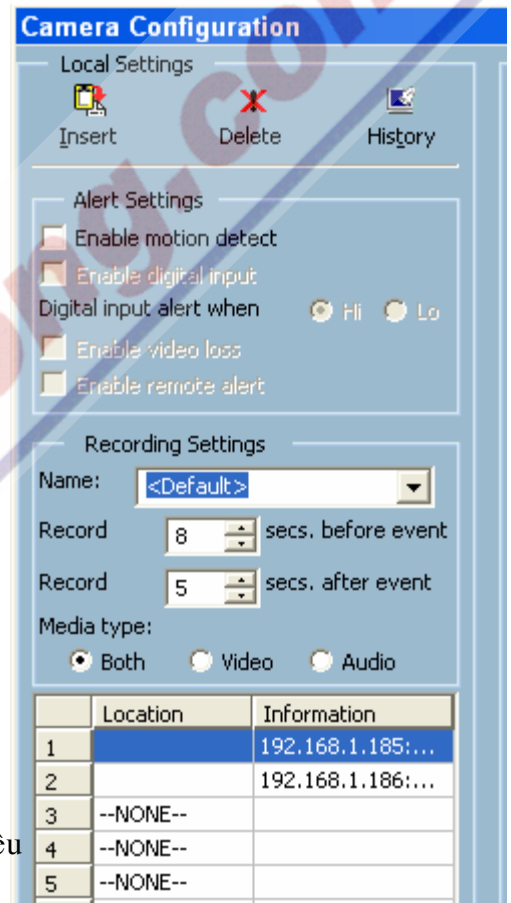 Camera Configuration
Local Settings
Insert Delete History
Alert Settings
Enable motion detect
Enable digital input
Digital input alert when Hi Lo
Enable video loss
Enable remote alert
Recording Settings
Name: <Default>
Record 8 secs. before event
Record 5 secs. after event
Media type:
Both Video Audio
Location Information
1 192.168.1.185:...
2 192.168.1.186:...
3 --NONE--
4 --NONE--
5 --NONE--